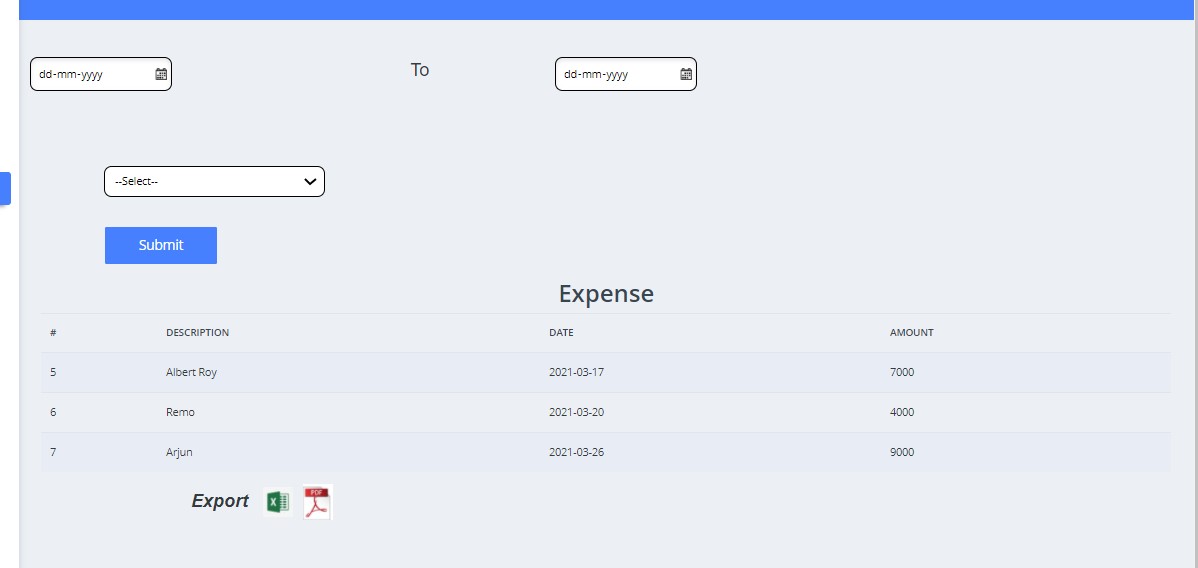 dd-mm-yyyy To dd-mm-yyyy
--Select--
Submit
Expense
# DESCRIPTION DATE AMOUNT
5 Albert Roy 2021-03-17 7000
6 Remo 2021-03-20 4000
7 Arjun 2021-03-26 9000
Export PDF